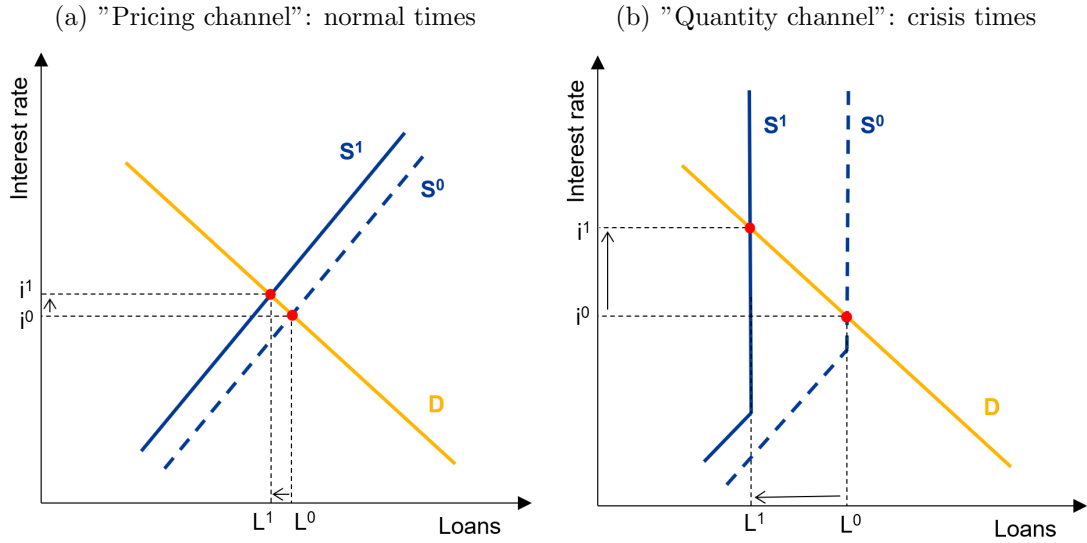 (a) ”Pricing channel”: normal times
Interest rate
S¹
S⁰
i¹
i⁰
D
L¹ L⁰
Loans
(b) ”Quantity channel”: crisis times
Interest rate
S¹
S⁰
i¹
i⁰
D
L¹
L⁰
Loans